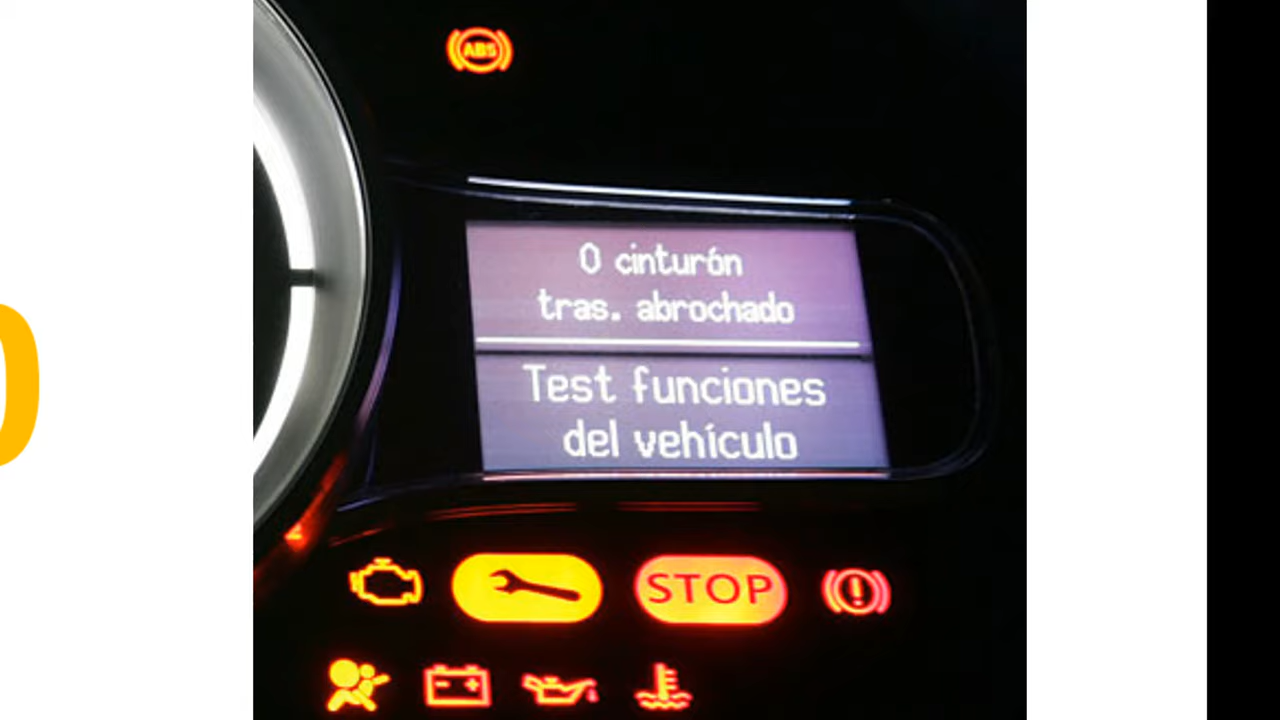 ABS
0 cinturón
tras. abrochado
Test funciones
del vehículo
STOP